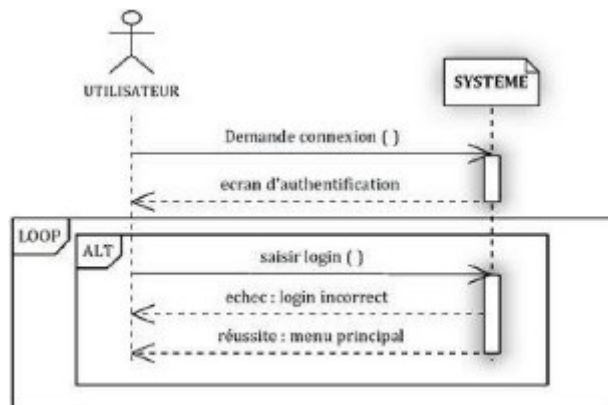 UTILISATEUR
SYSTEME
Demande connexion ( )
ecran d'authentification
LOOP
ALT
saisir login ( )
echec : login incorrect
réussite : menu principal